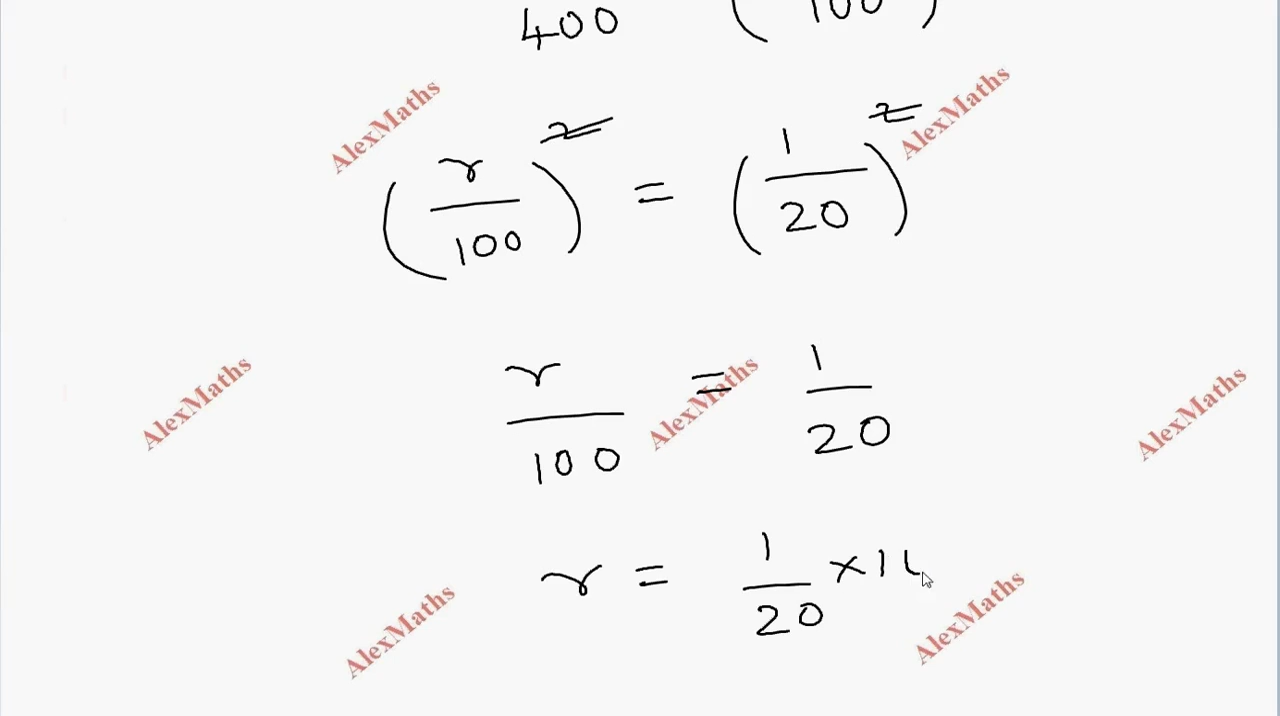 400 (100)
AlexMaths AlexMaths
(r/100)² = (1/20)²
r/100 = 1/20
AlexMaths AlexMaths AlexMaths
r = 1/20 × 1
AlexMaths AlexMaths